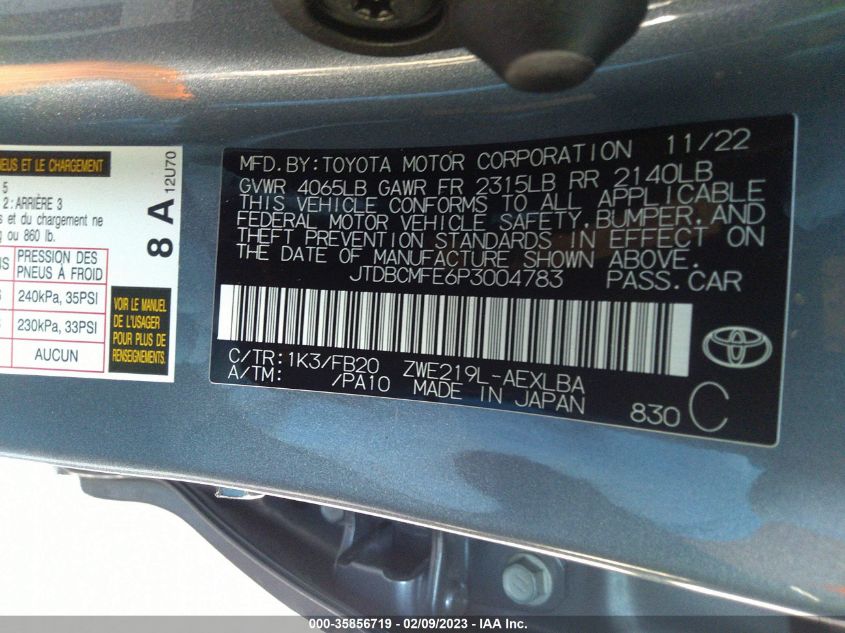 NEUS ET LE CHARGEMENT
5
2 : ARRIÈRE 3
s et du chargement ne
g ou 860 lb.
PRESSION DES
PNEUS À FROID
240kPa, 35PSI
230kPa, 33PSI
AUCUN
VOIR LE MANUEL
DE L'USAGER
POUR PLUS DE
RENSEIGNEMENTS.
8 A
12U70
MFD. BY: TOYOTA MOTOR CORPORATION 11/22
GVWR 4065LB GAWR FR 2315LB RR 2140LB
THIS VEHICLE CONFORMS TO ALL APPLICABLE
FEDERAL MOTOR VEHICLE SAFETY, BUMPER, AND
THEFT PREVENTION STANDARDS IN EFFECT ON
THE DATE OF MANUFACTURE SHOWN ABOVE.
JTDBCMFE6P3004783 PASS. CAR
C/TR: 1K3/FB20 ZWE219L-AEXLBA
A/TM: /PA10 MADE IN JAPAN
830 C
000-35856719 — 02/09/2023 — IAA Inc.